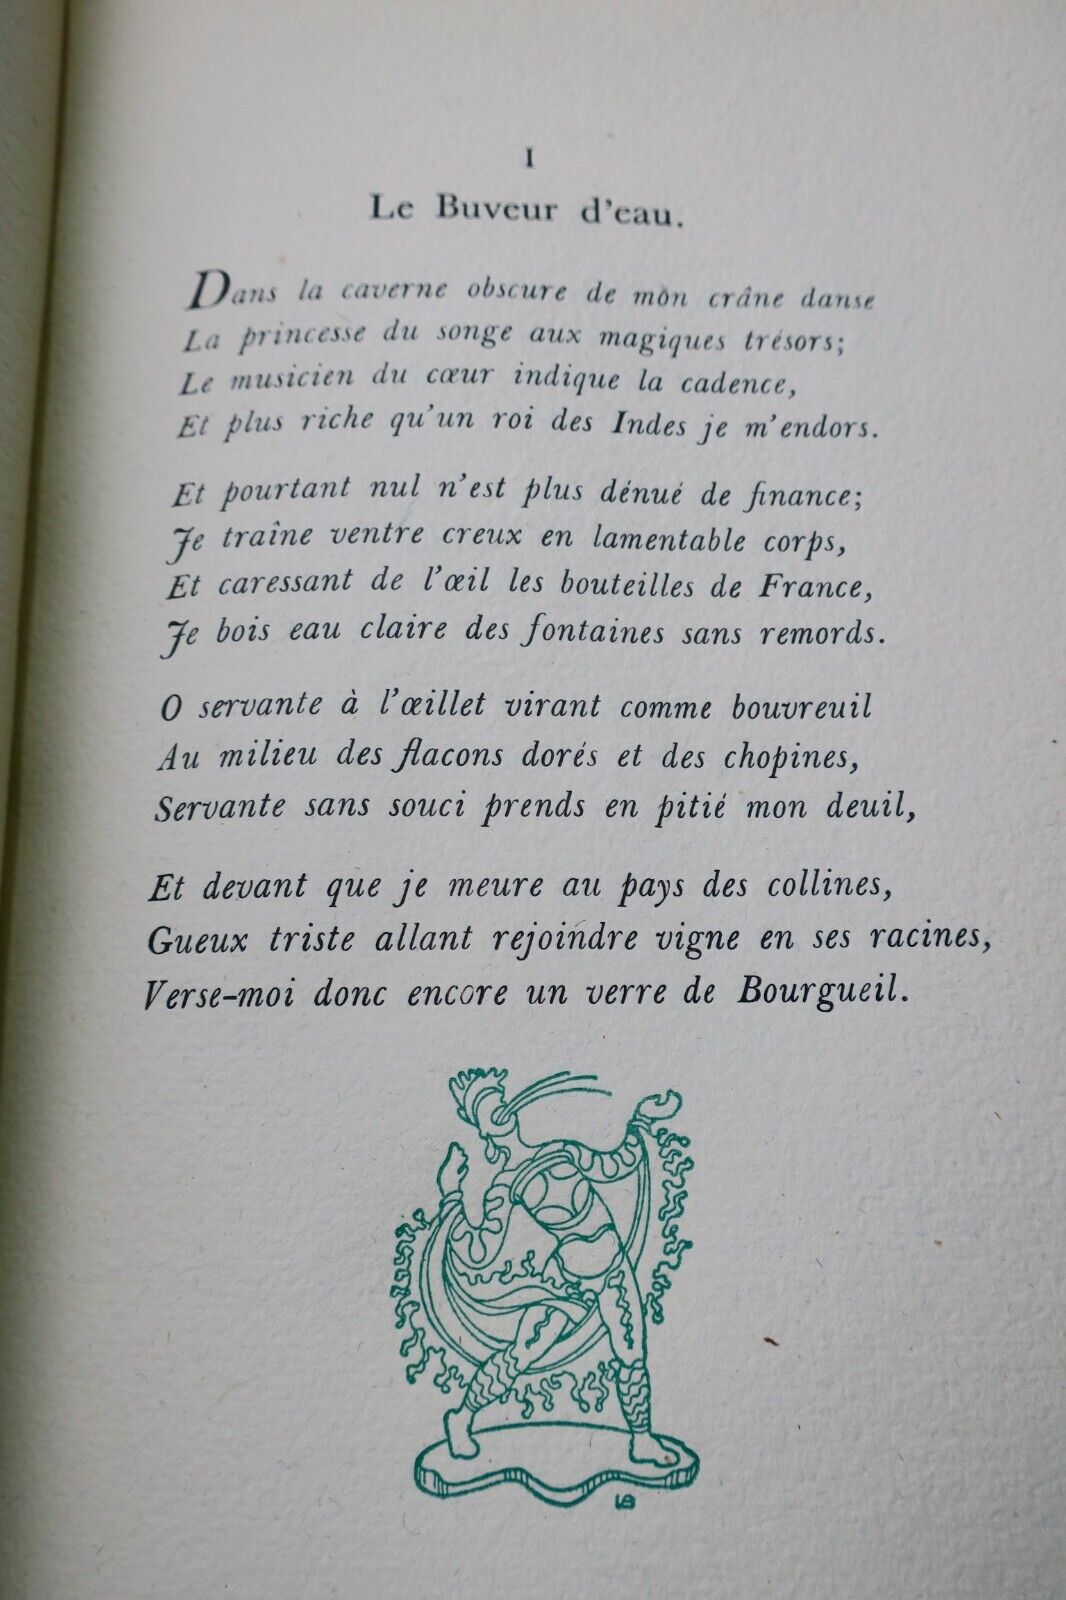 I
Le Buveur d'eau.
Dans la caverne obscure de mon crâne danse
La princesse du songe aux magiques trésors;
Le musicien du cœur indique la cadence,
Et plus riche qu'un roi des Indes je m'endors.
Et pourtant nul n'est plus dénué de finance;
Je traîne ventre creux en lamentable corps,
Et caressant de l'œil les bouteilles de France,
Je bois eau claire des fontaines sans remords.
O servante à l'œillet virant comme bouvreuil
Au milieu des flacons dorés et des chopines,
Servante sans souci prends en pitié mon deuil,
Et devant que je meure au pays des collines,
Gueux triste allant rejoindre vigne en ses racines,
Verse-moi donc encore un verre de Bourgueil.